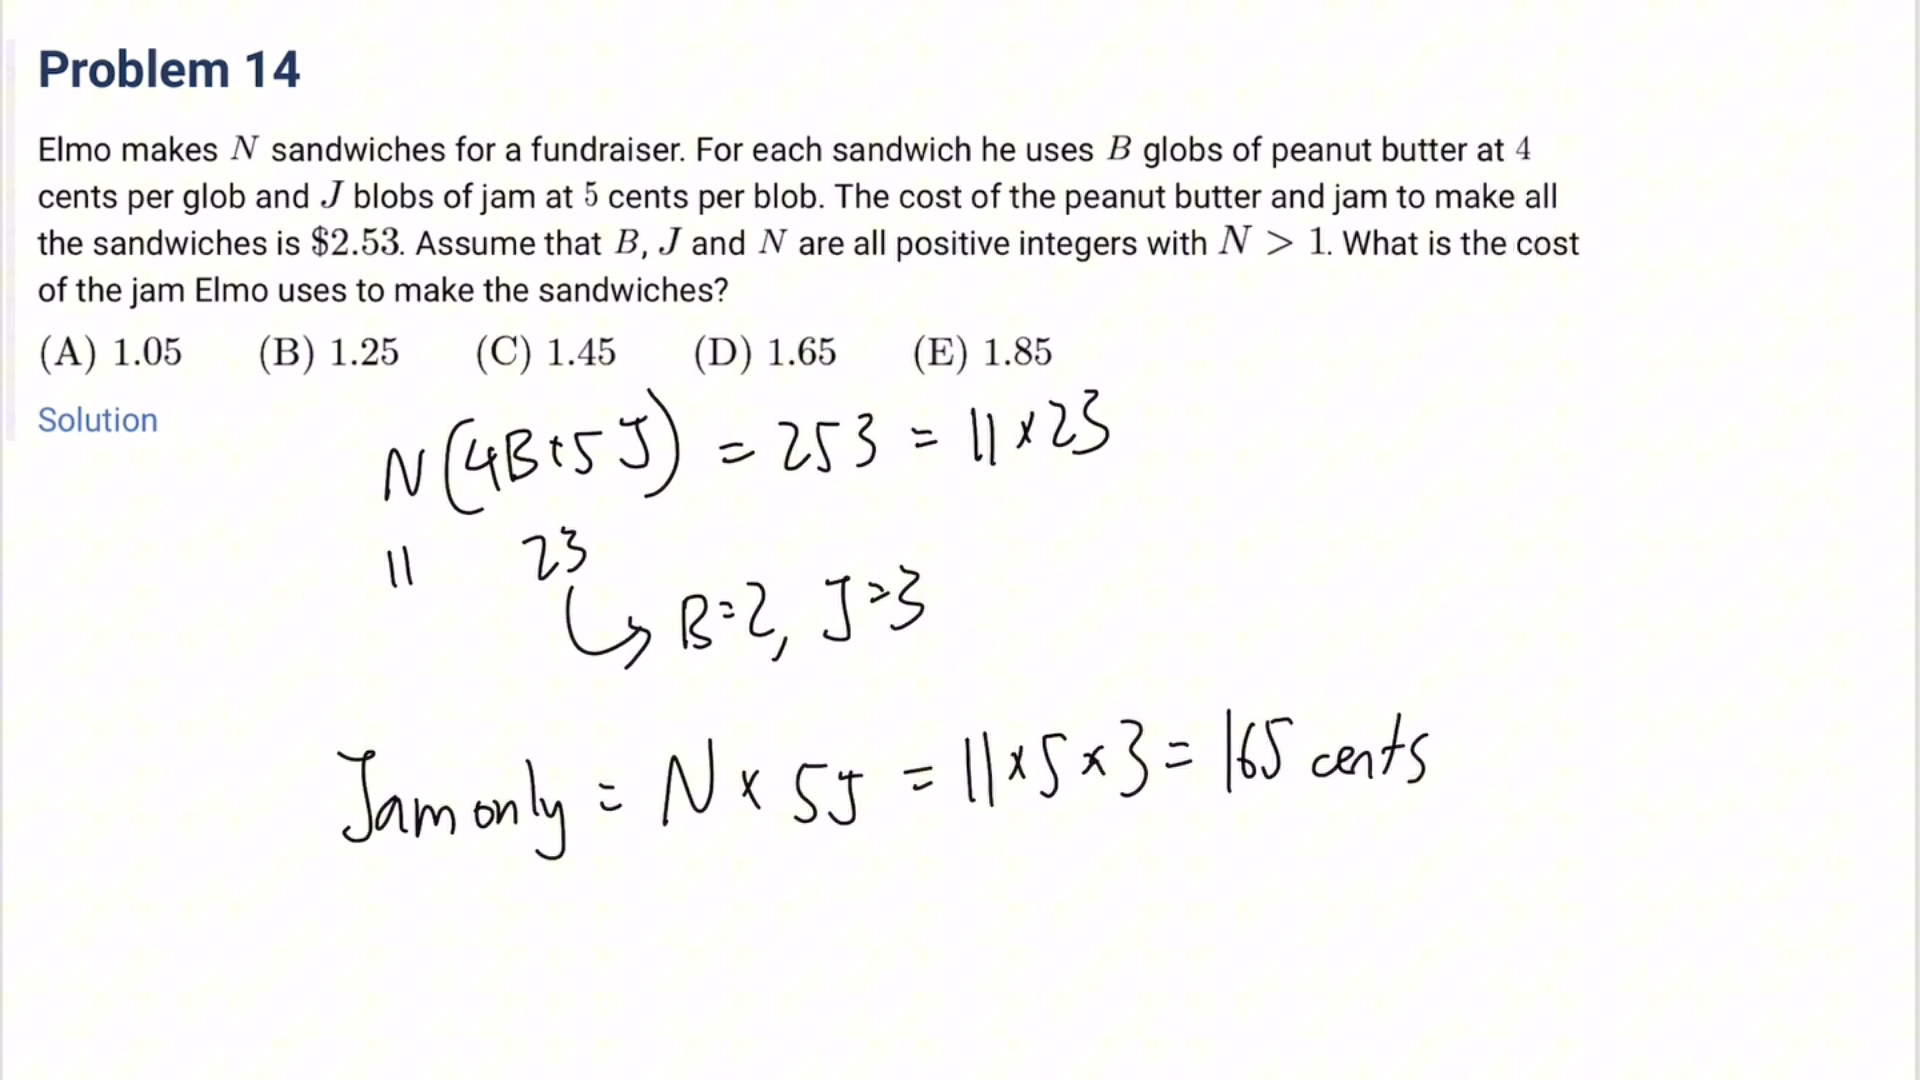 Problem 14
Elmo makes N sandwiches for a fundraiser. For each sandwich he uses B globs of peanut butter at 4
cents per glob and J blobs of jam at 5 cents per blob. The cost of the peanut butter and jam to make all
the sandwiches is $2.53. Assume that B, J and N are all positive integers with N > 1. What is the cost
of the jam Elmo uses to make the sandwiches?
(A) 1.05 (B) 1.25 (C) 1.45 (D) 1.65 (E) 1.85
Solution
N(4B+5J) = 253 = 11×23
11 23
↳ B=2, J=3
Jam only = N × 5J = 11×5×3 = 165 cents